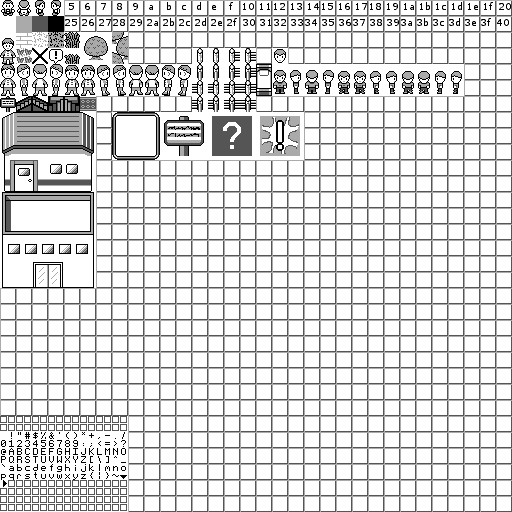 5 6 7 8 9 a b c d e f 10 11 12 13 14 15 16 17 18 19 1a 1b 1c 1d 1e 1f 20
25 26 27 28 29 2a 2b 2c 2d 2e 2f 30 31 32 33 34 35 36 37 38 39 3a 3b 3c 3d 3e 3f 40
!
? !
!"#$%&'()*+,-./
0123456789:;<=>?
@ABCDEFGHIJKLMNO
PQRSTUVWXYZ[\]^_
`abcdefghijklmno
pqrstuvwxyz{|}~